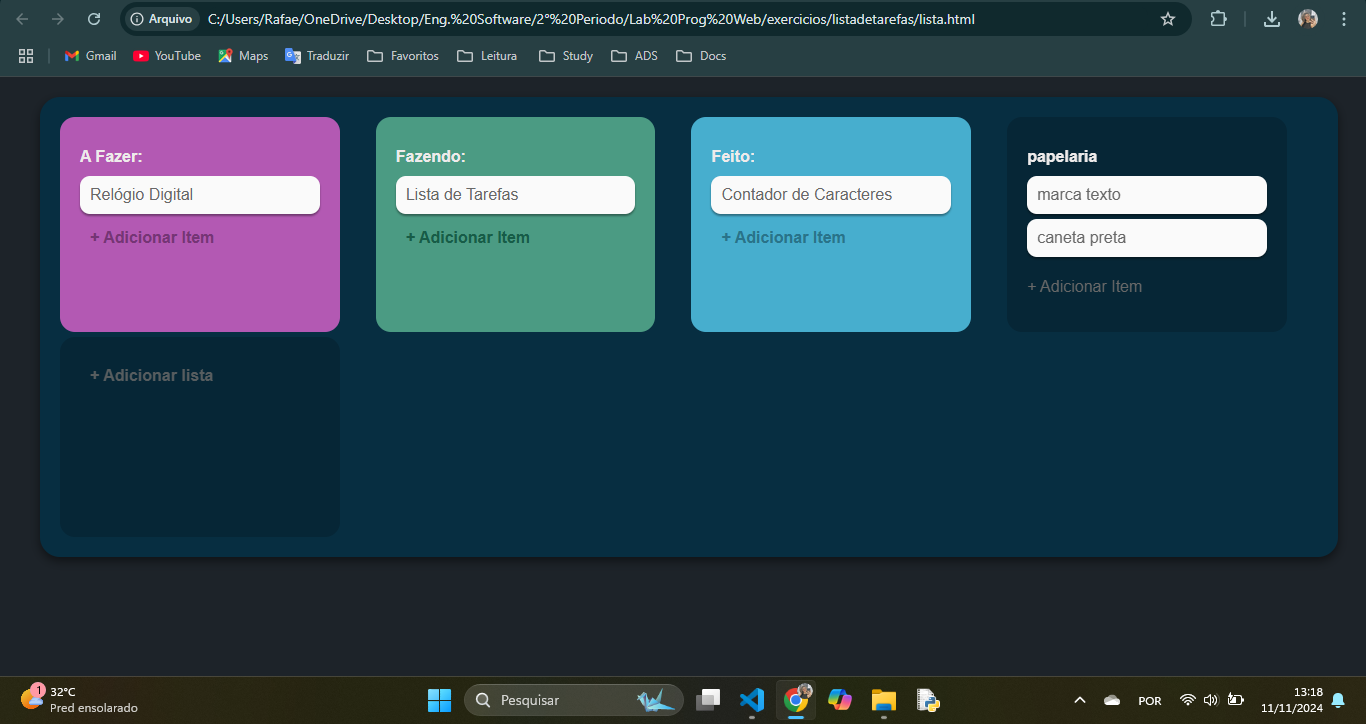 Arquivo C:/Users/Rafae/OneDrive/Desktop/Eng.%20Software/2°%20Periodo/Lab%20Prog%20Web/exercicios/listadetarefas/lista.html
Gmail YouTube Maps Traduzir Favoritos Leitura Study ADS Docs
A Fazer:
Relógio Digital
+ Adicionar Item
Fazendo:
Lista de Tarefas
+ Adicionar Item
Feito:
Contador de Caracteres
+ Adicionar Item
papelaria
marca texto
caneta preta
+ Adicionar Item
+ Adicionar lista
1
32°C
Pred ensolarado
Pesquisar
POR
13:18
11/11/2024